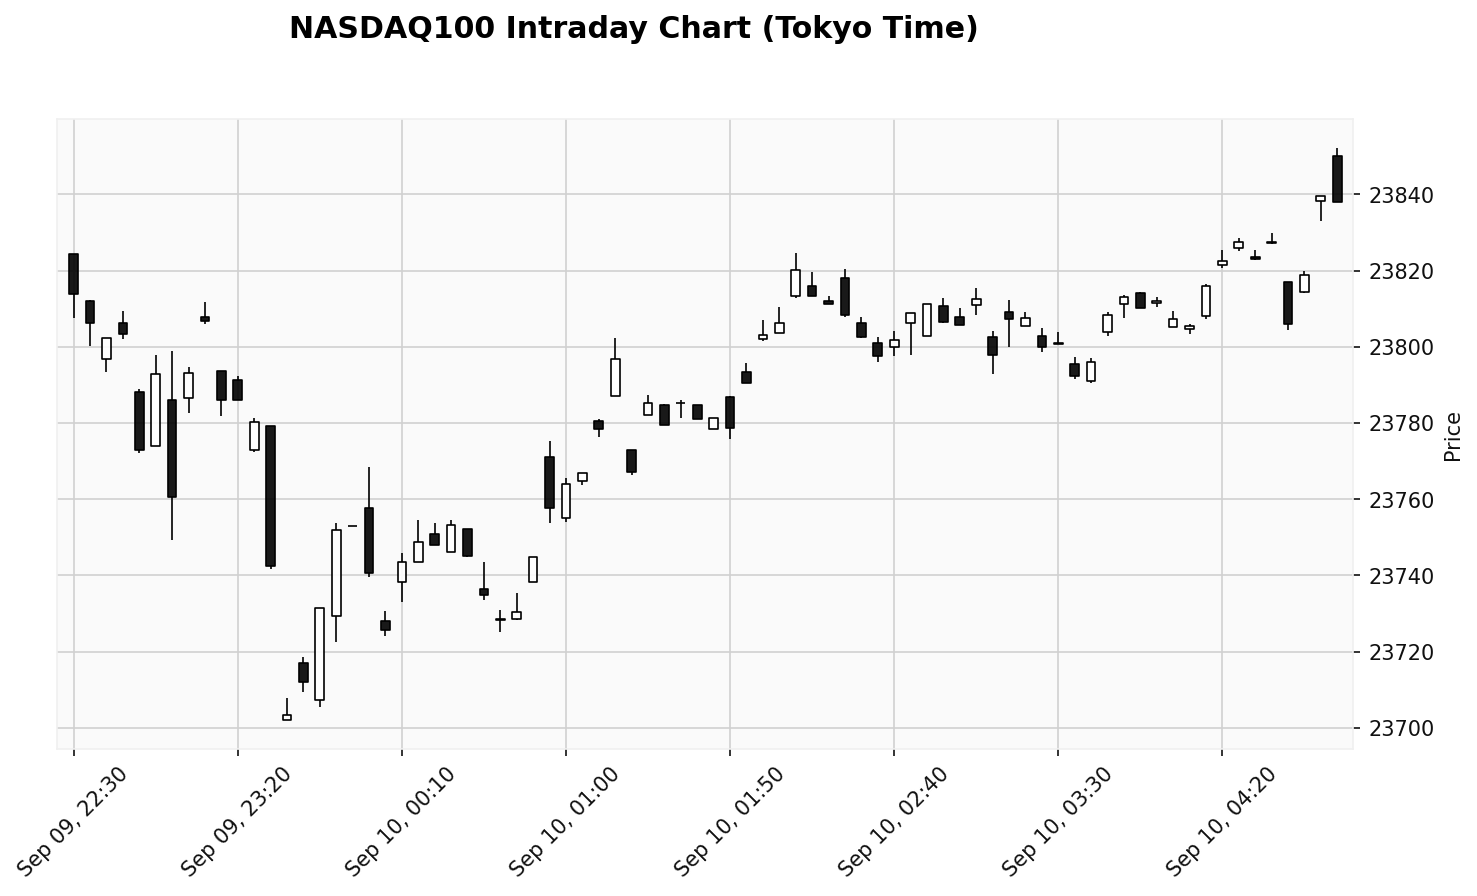 NASDAQ100 Intraday Chart (Tokyo Time)
23840
23820
23800
23780
23760
23740
23720
23700
Price
Sep 09, 22:30
Sep 09, 23:20
Sep 10, 00:10
Sep 10, 01:00
Sep 10, 01:50
Sep 10, 02:40
Sep 10, 03:30
Sep 10, 04:20